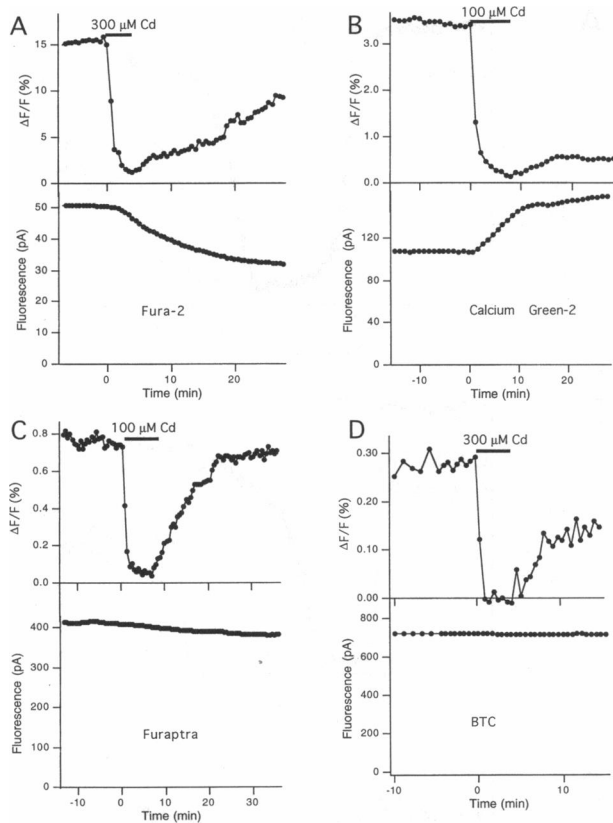 A
300 µM Cd
15
10
5
0
ΔF/F (%)
50
40
30
20
10
0
Fluorescence (pA)
Fura-2
0
10
20
Time (min)
B
100 µM Cd
3.0
2.0
1.0
0.0
ΔF/F (%)
120
80
40
0
Fluorescence (pA)
Calcium Green-2
-10
0
10
20
Time (min)
C
100 µM Cd
0.8
0.6
0.4
0.2
0.0
ΔF/F (%)
400
300
200
100
0
Fluorescence (pA)
Furaptra
-10
0
10
20
30
Time (min)
D
300 µM Cd
0.30
0.20
0.10
0.00
ΔF/F (%)
800
600
400
200
0
Fluorescence (pA)
BTC
-10
0
10
Time (min)